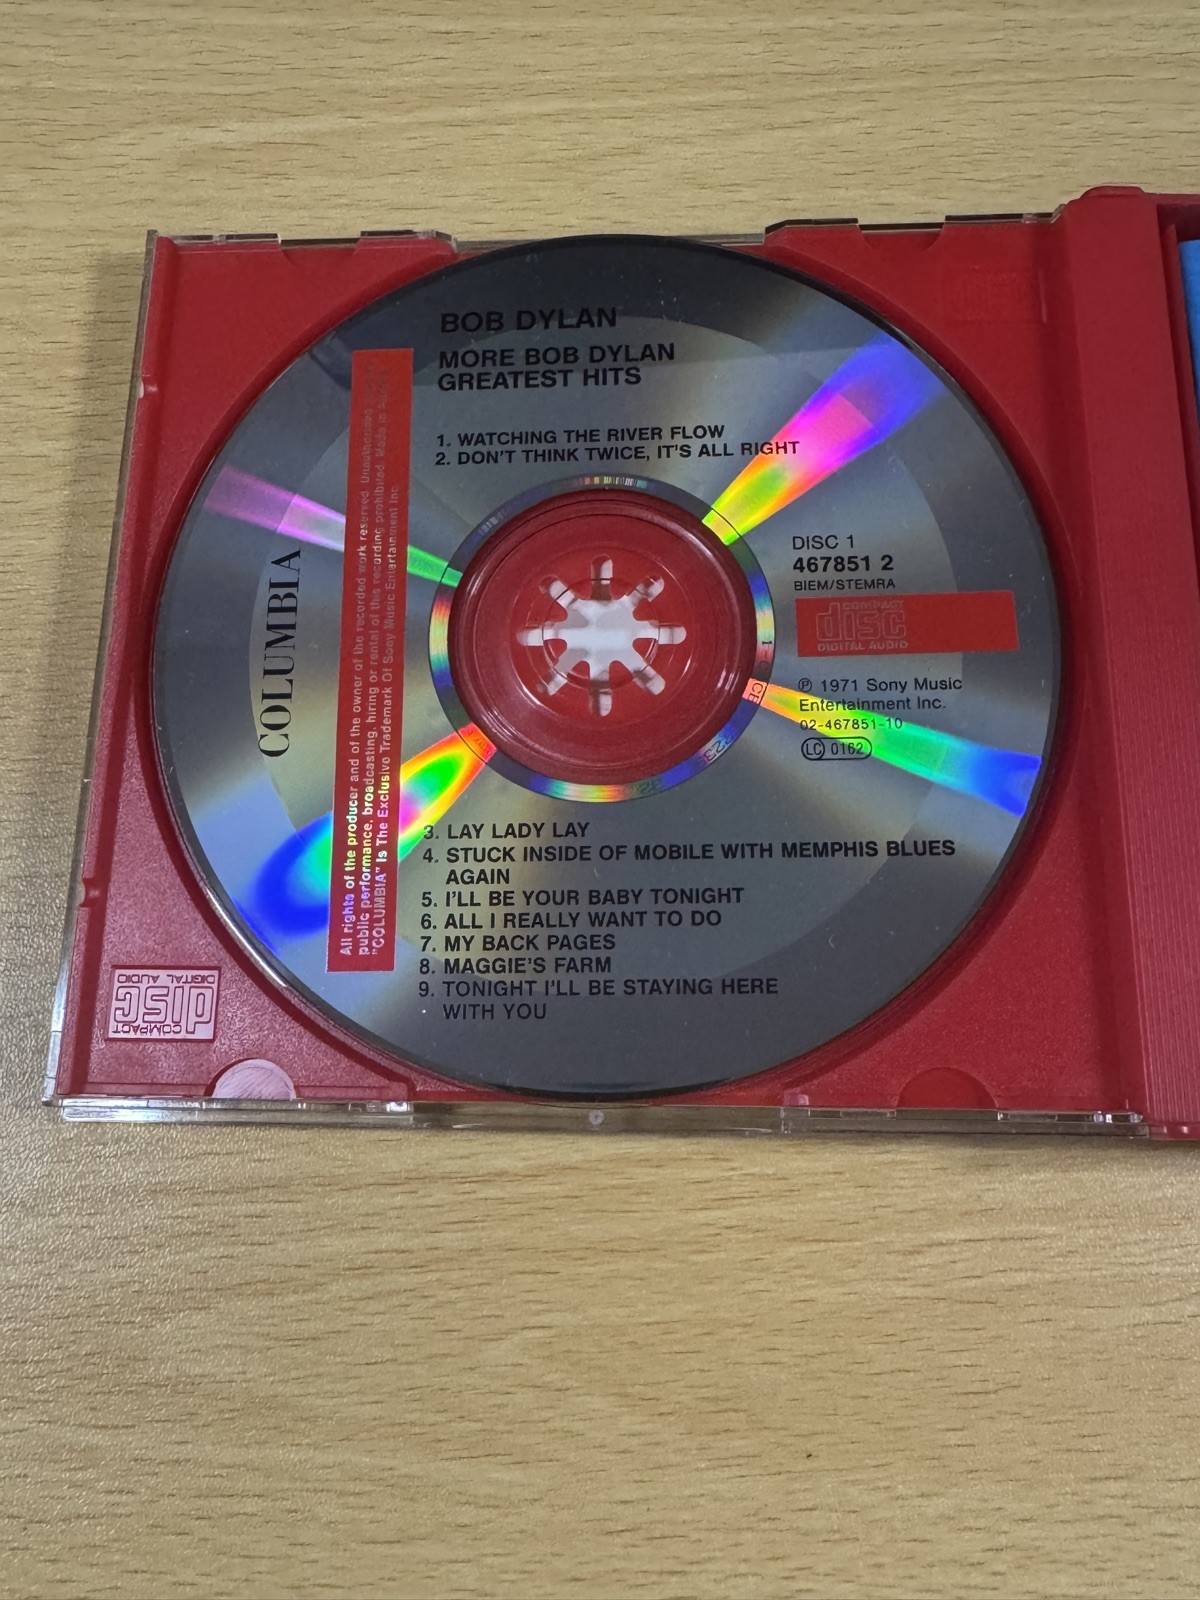 BOB DYLAN
MORE BOB DYLAN
GREATEST HITS
1. WATCHING THE RIVER FLOW
2. DON'T THINK TWICE, IT'S ALL RIGHT
DISC 1
467851 2
BIEM/STEMRA
COMPACT
disc
DIGITAL AUDIO
℗ 1971 Sony Music
Entertainment Inc.
02-467851-10
LC 0162
COLUMBIA
All rights of the producer and of the owner of the recorded work reserved. Unauthorized
public performance, broadcasting, hiring or rental of this recording prohibited. Made in
"COLUMBIA" Is The Exclusive Trademark Of Sony Music Entertainment Inc.
3. LAY LADY LAY
4. STUCK INSIDE OF MOBILE WITH MEMPHIS BLUES
AGAIN
5. I'LL BE YOUR BABY TONIGHT
6. ALL I REALLY WANT TO DO
7. MY BACK PAGES
8. MAGGIE'S FARM
9. TONIGHT I'LL BE STAYING HERE
WITH YOU
COMPACT
disc
DIGITAL AUDIO